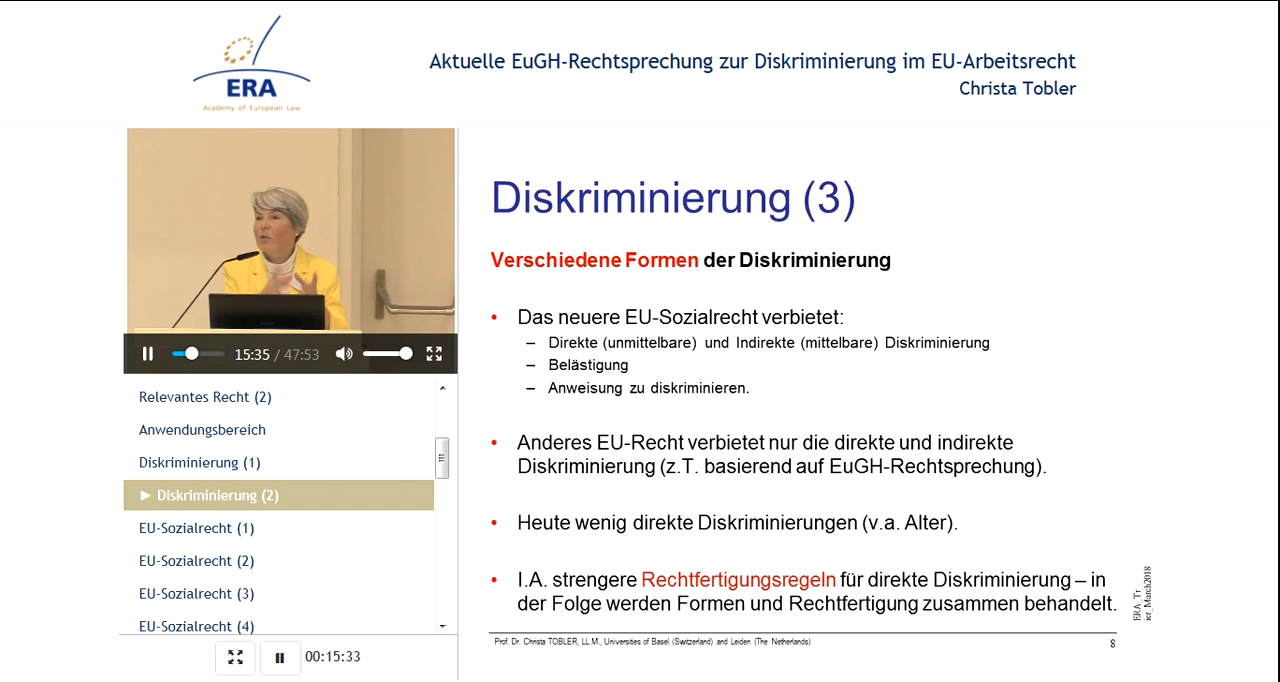 ERA
Academy of European Law
Aktuelle EuGH-Rechtsprechung zur Diskriminierung im EU-Arbeitsrecht
Christa Tobler
15:35 / 47:53
Relevantes Recht (2)
Anwendungsbereich
Diskriminierung (1)
► Diskriminierung (2)
EU-Sozialrecht (1)
EU-Sozialrecht (2)
EU-Sozialrecht (3)
EU-Sozialrecht (4)
00:15:33
Diskriminierung (3)
Verschiedene Formen der Diskriminierung
• Das neuere EU-Sozialrecht verbietet:
– Direkte (unmittelbare) und Indirekte (mittelbare) Diskriminierung
– Belästigung
– Anweisung zu diskriminieren.
• Anderes EU-Recht verbietet nur die direkte und indirekte
Diskriminierung (z.T. basierend auf EuGH-Rechtsprechung).
• Heute wenig direkte Diskriminierungen (v.a. Alter).
• I.A. strengere Rechtfertigungsregeln für direkte Diskriminierung – in
der Folge werden Formen und Rechtfertigung zusammen behandelt.
ERA_Tr
ier_March2018
Prof. Dr. Christa TOBLER, LL.M., Universities of Basel (Switzerland) and Leiden (The Netherlands)
8